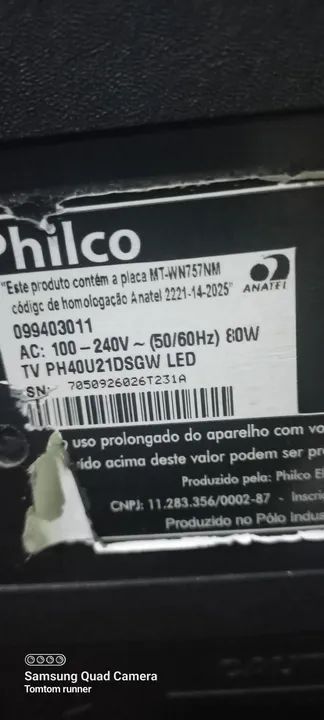 Philco
"Este produto contém a placa MT-WN757NM
código de homologação Anatel 2221-14-2025"
ANATEL
099403011
AC: 100-240V ~ (50/60Hz) 80W
TV PH40U21DSGW LED
SN: 7050926026T231A
uso prolongado do aparelho com vo
ido acima deste valor podem ser pr
Produzido pela: Philco El
CNPJ: 11.283.356/0002-87 - Inscri
Produzido no Pólo Indus
Samsung Quad Camera
Tomtom runner